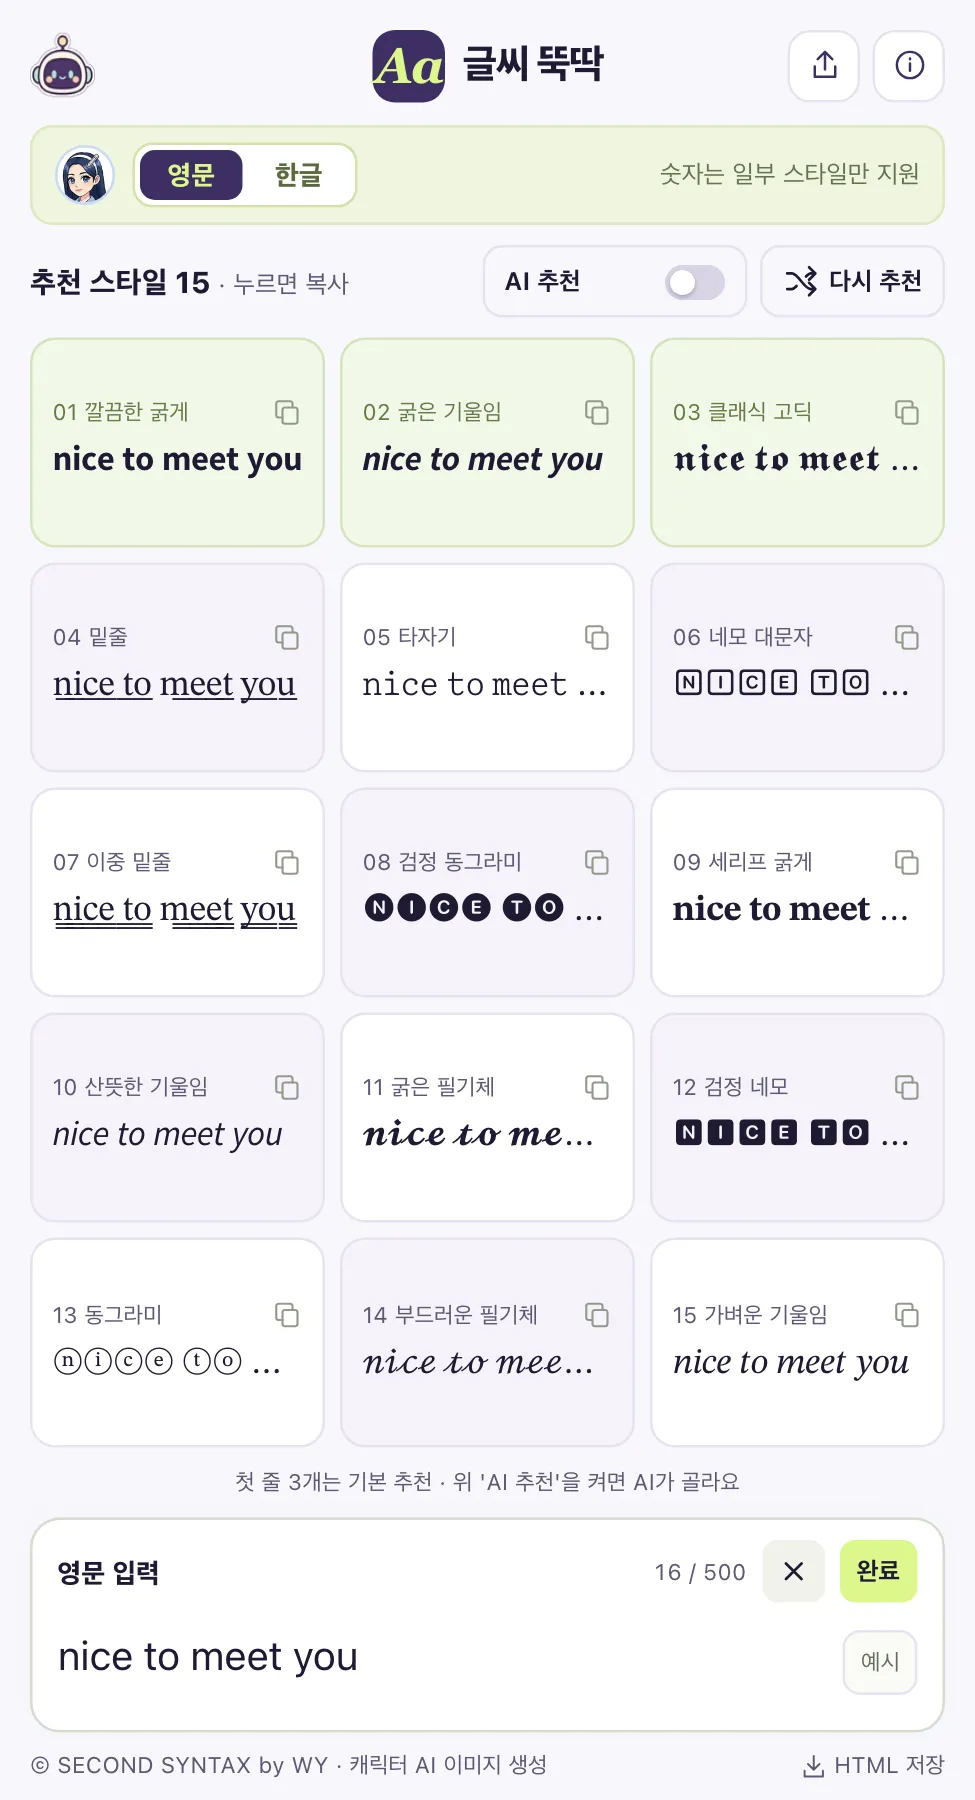 Aa 글씨 뚝딱
영문 한글 숫자는 일부 스타일만 지원
추천 스타일 15 · 누르면 복사 AI 추천 다시 추천
01 깔끔한 굵게
nice to meet you
02 굵은 기울임
nice to meet you
03 클래식 고딕
nice to meet ...
04 밑줄
nice to meet you
05 타자기
nice to meet ...
06 네모 대문자
NICE TO ...
07 이중 밑줄
nice to meet you
08 검정 동그라미
NICE TO ...
09 세리프 굵게
nice to meet ...
10 산뜻한 기울임
nice to meet you
11 굵은 필기체
nice to me...
12 검정 네모
NICE TO ...
13 동그라미
ⓝⓘⓒⓔ ⓣⓞ ...
14 부드러운 필기체
nice to mee...
15 가벼운 기울임
nice to meet you
첫 줄 3개는 기본 추천 · 위 'AI 추천'을 켜면 AI가 골라요
영문 입력 16 / 500 완료
nice to meet you 예시
© SECOND SYNTAX by WY · 캐릭터 AI 이미지 생성 HTML 저장